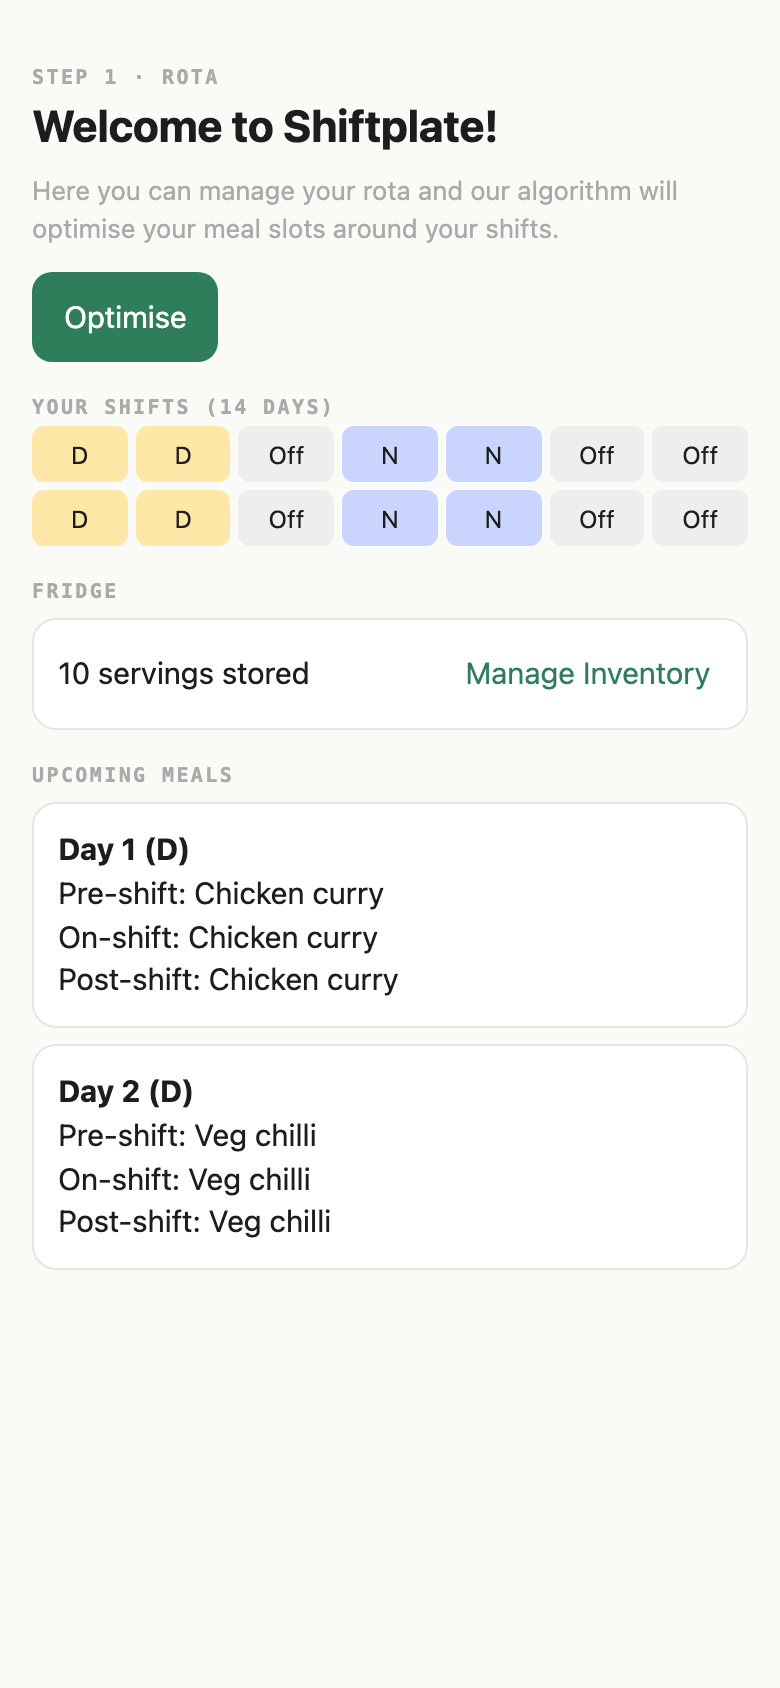 STEP 1 · ROTA
Welcome to Shiftplate!
Here you can manage your rota and our algorithm will
optimise your meal slots around your shifts.
Optimise
YOUR SHIFTS (14 DAYS)
D D Off N N Off Off
D D Off N N Off Off
FRIDGE
10 servings stored Manage Inventory
UPCOMING MEALS
Day 1 (D)
Pre-shift: Chicken curry
On-shift: Chicken curry
Post-shift: Chicken curry
Day 2 (D)
Pre-shift: Veg chilli
On-shift: Veg chilli
Post-shift: Veg chilli